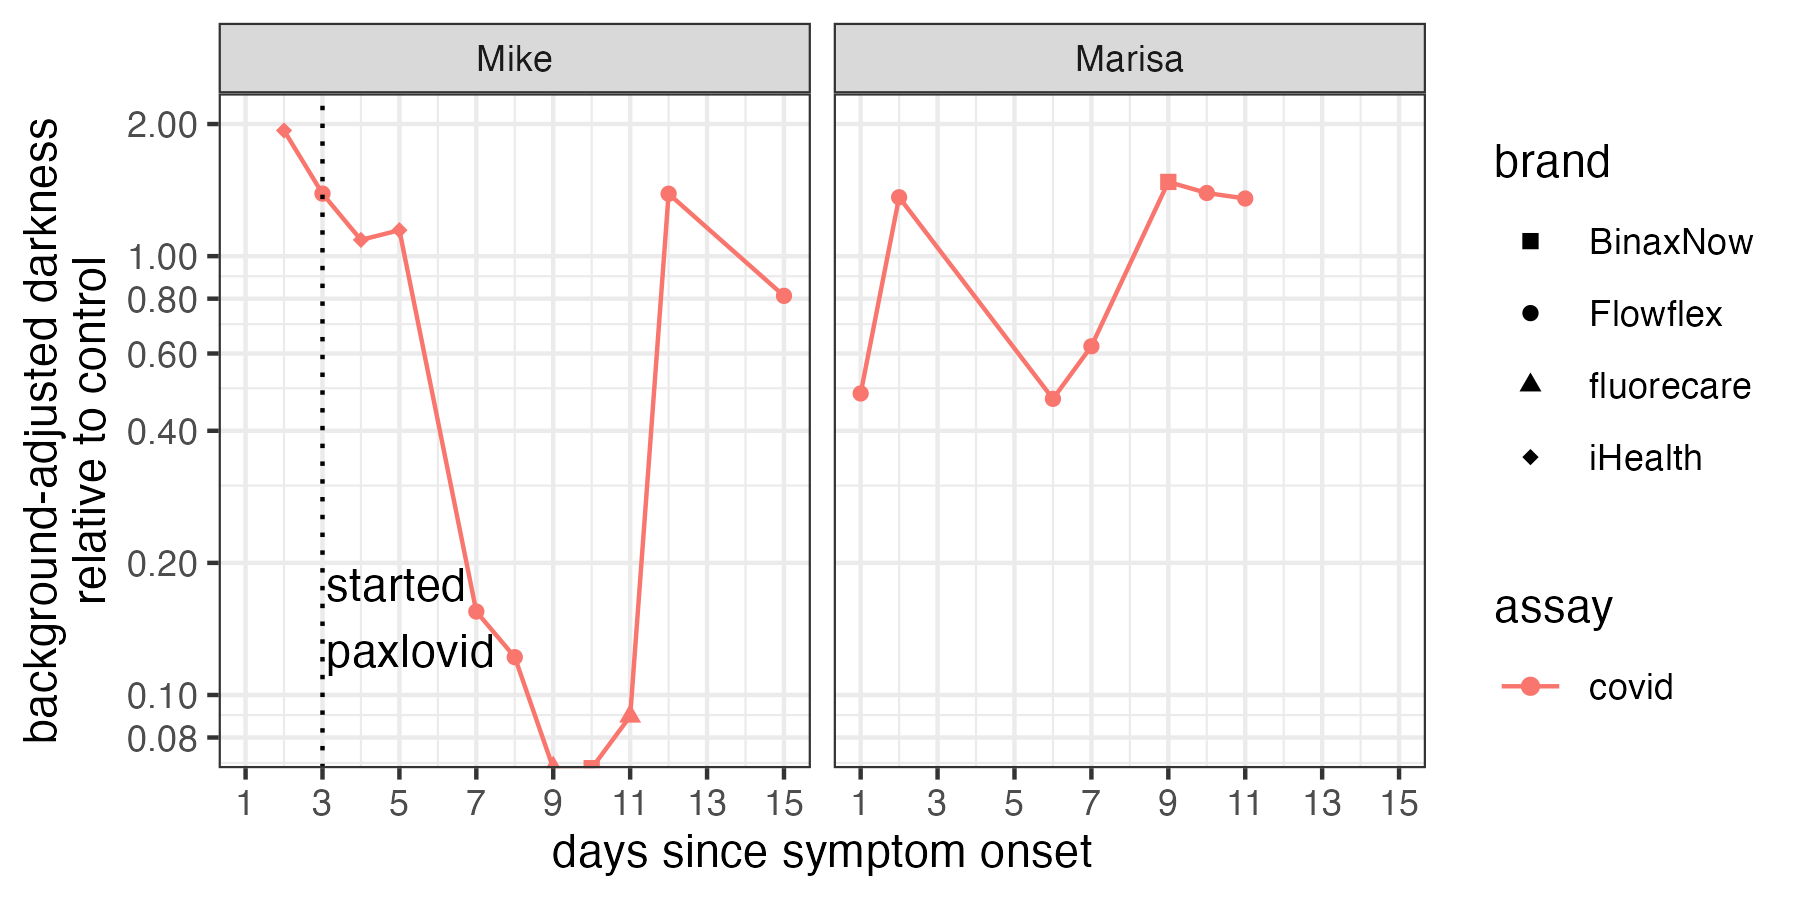 Mike
Marisa
background-adjusted darkness
relative to control
2.00
1.00
0.80
0.60
0.40
0.20
0.10
0.08
started
paxlovid
1 3 5 7 9 11 13 15
1 3 5 7 9 11 13 15
days since symptom onset
brand
BinaxNow
Flowflex
fluorecare
iHealth
assay
covid